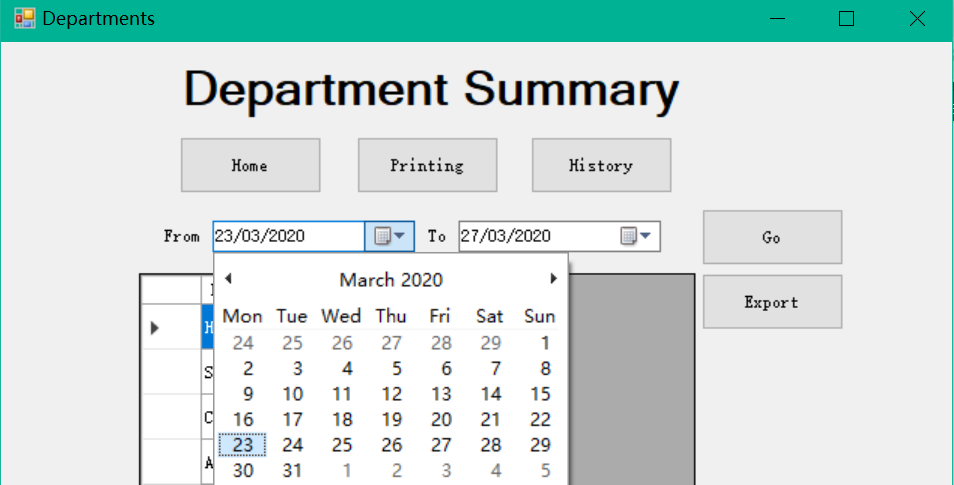 Departments
Department Summary
Home Printing History
From 23/03/2020 To 27/03/2020 Go
Export
March 2020
Mon Tue Wed Thu Fri Sat Sun
24 25 26 27 28 29 1
2 3 4 5 6 7 8
9 10 11 12 13 14 15
16 17 18 19 20 21 22
23 24 25 26 27 28 29
30 31 1 2 3 4 5